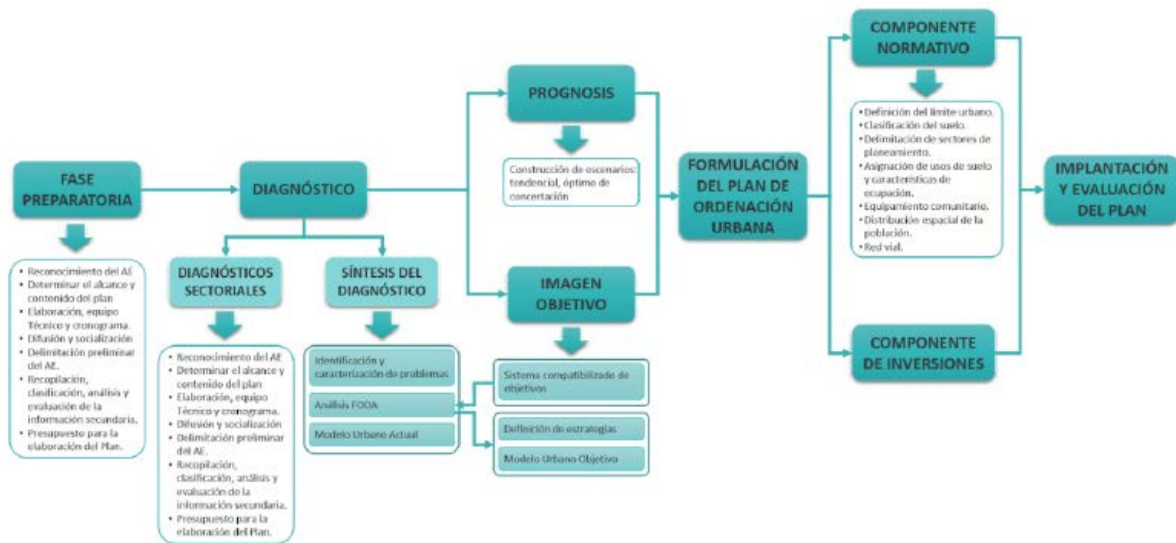 FASE
PREPARATORIA
• Reconocimiento del AE
• Determinar el alcance y
contenido del plan
• Elaboración, equipo
Técnico y cronograma.
• Difusión y socialización
• Delimitación preliminar
del AE.
• Recopilación,
clasificación, análisis y
evaluación de la
información secundaria.
• Presupuesto para la
elaboración del Plan.
DIAGNÓSTICO
DIAGNÓSTICOS
SECTORIALES
• Reconocimiento del AE
• Determinar el alcance y
contenido del plan
• Elaboración, equipo
Técnico y cronograma.
• Difusión y socialización
• Delimitación preliminar
del AE.
• Recopilación,
clasificación, análisis y
evaluación de la
información secundaria.
• Presupuesto para la
elaboración del Plan.
SÍNTESIS DEL
DIAGNÓSTICO
Identificación y
caracterización de problemas
Análisis FODA
Modelo Urbano Actual
PROGNOSIS
Construcción de escenarios:
tendencial, óptimo de
concertación
IMAGEN
OBJETIVO
Sistema compatibilizado de
objetivos
Definición de estrategias
Modelo Urbano Objetivo
FORMULACIÓN
DEL PLAN DE
ORDENACIÓN
URBANA
COMPONENTE
NORMATIVO
• Definición del límite urbano.
• Clasificación del suelo.
• Delimitación de sectores de
planeamiento.
• Asignación de usos de suelo
y características de
ocupación.
• Equipamiento comunitario.
• Distribución espacial de la
población.
• Red vial.
COMPONENTE
DE INVERSIONES
IMPLANTACIÓN
Y EVALUACIÓN
DEL PLAN